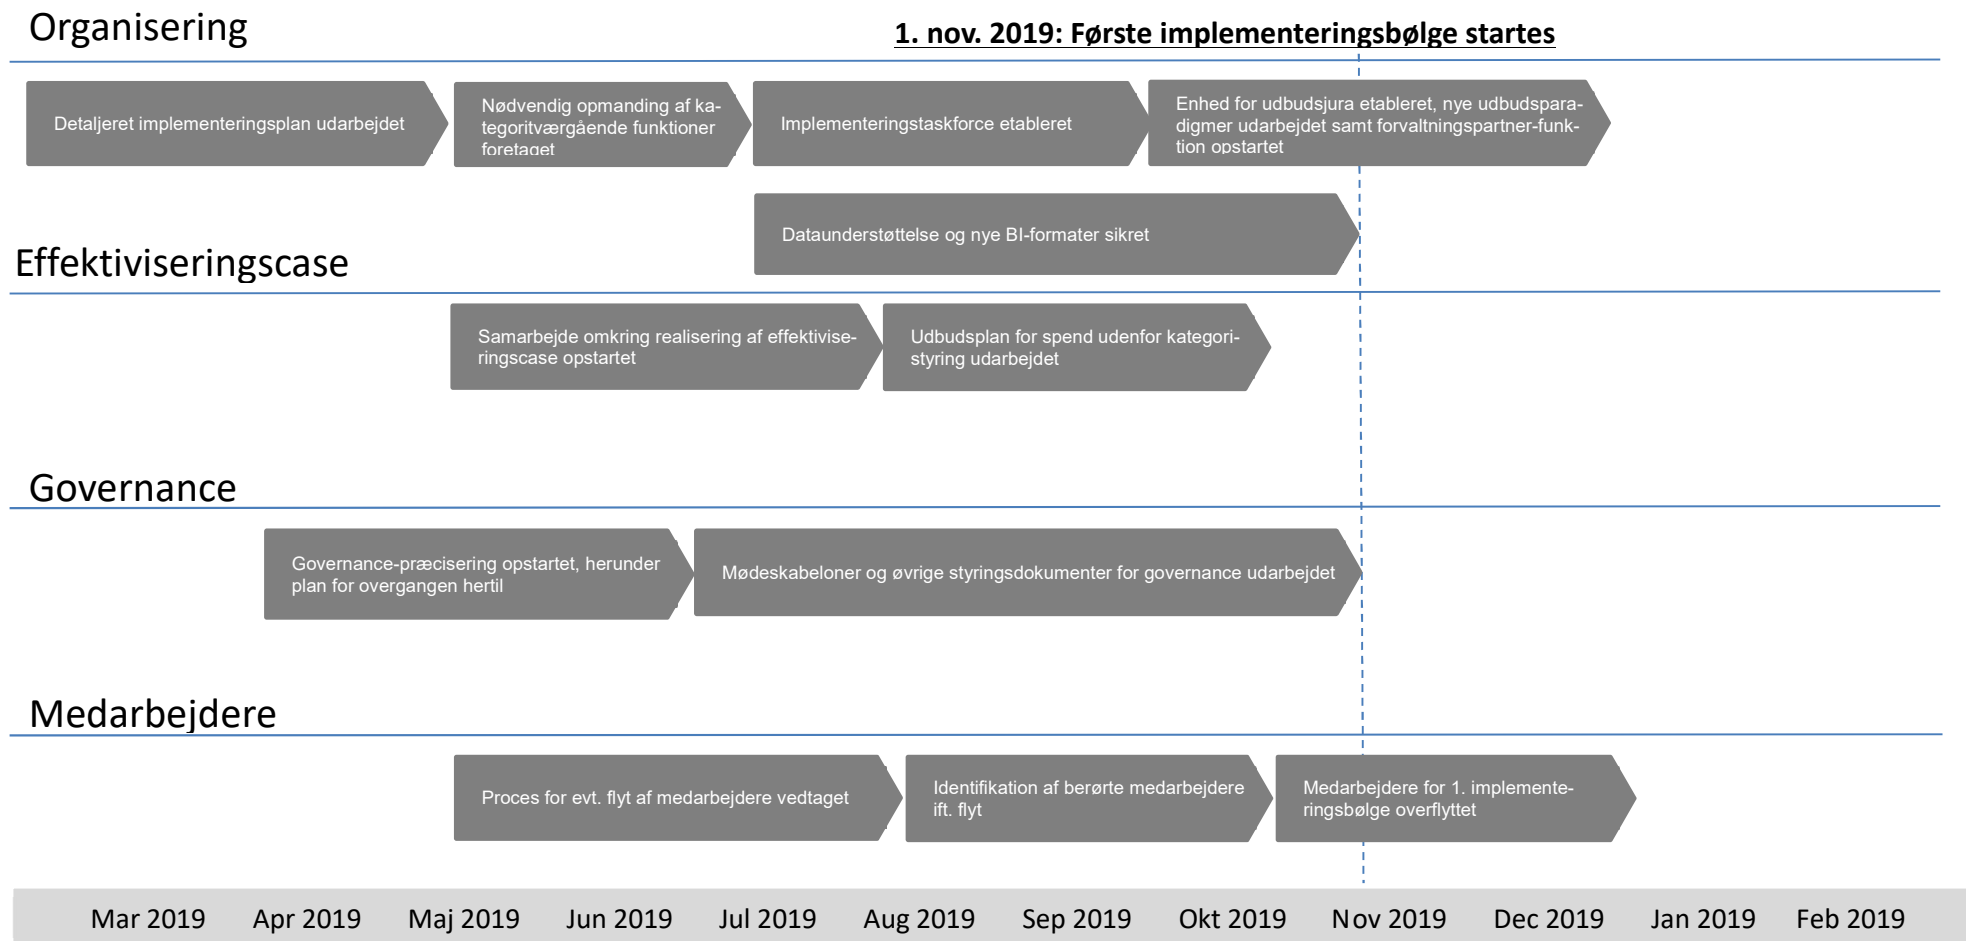 Organisering
1. nov. 2019: Første implementeringsbølge startes
Detaljeret implementeringsplan udarbejdet
Nødvendig opmanding af ka-
tegoritværgående funktioner
foretaget
Implementeringstaskforce etableret
Enhed for udbudsjura etableret, nye udbudspara-
digmer udarbejdet samt forvaltningspartner-funk-
tion opstartet
Dataunderstøttelse og nye BI-formater sikret
Effektiviseringscase
Samarbejde omkring realisering af effektivise-
ringscase opstartet
Udbudsplan for spend udenfor kategori-
styring udarbejdet
Governance
Governance-præcisering opstartet, herunder
plan for overgangen hertil
Mødeskabeloner og øvrige styringsdokumenter for governance udarbejdet
Medarbejdere
Proces for evt. flyt af medarbejdere vedtaget
Identifikation af berørte medarbejdere
ift. flyt
Medarbejdere for 1. implemente-
ringsbølge overflyttet
Mar 2019 Apr 2019 Maj 2019 Jun 2019 Jul 2019 Aug 2019 Sep 2019 Okt 2019 Nov 2019 Dec 2019 Jan 2019 Feb 2019